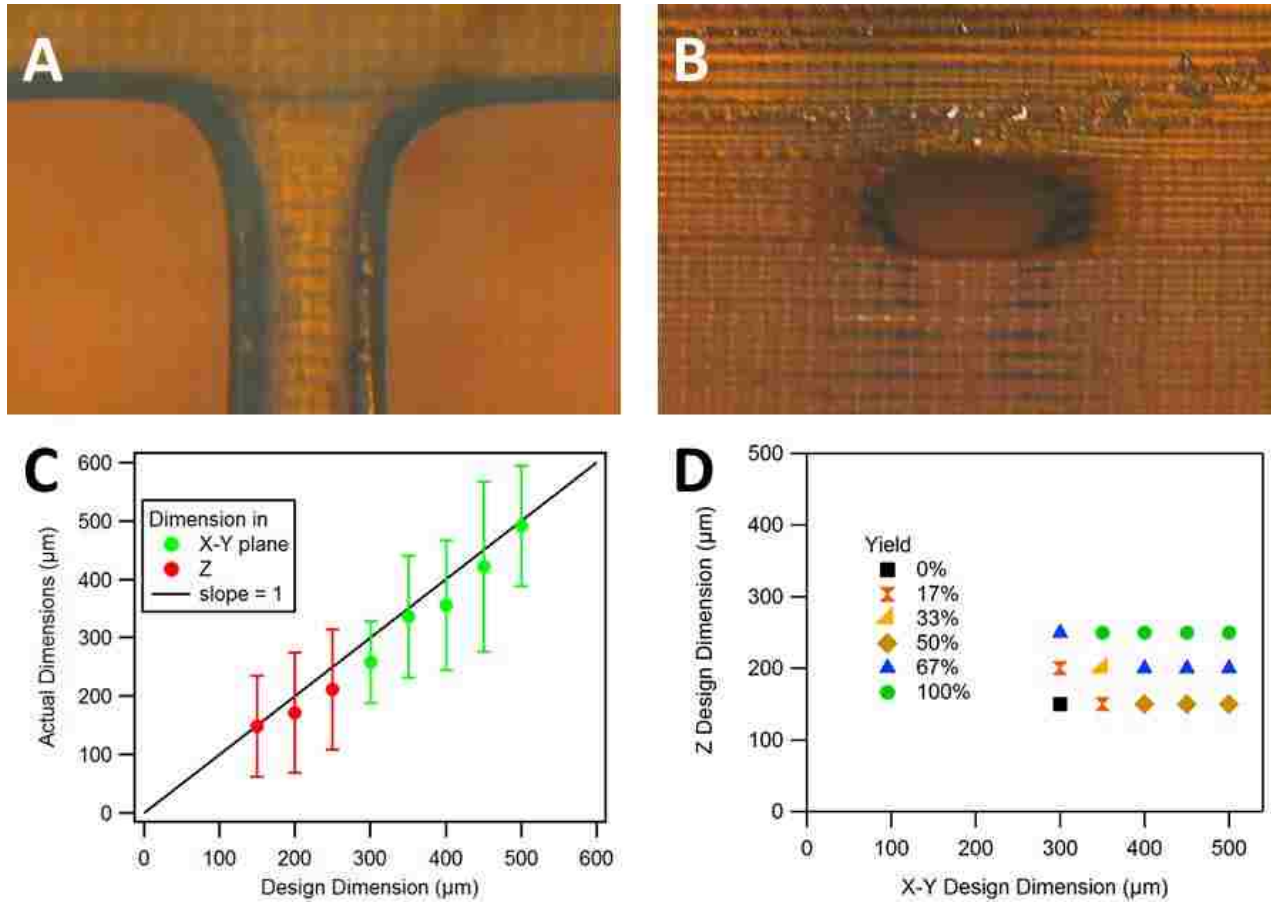 A
B
C
600
500
400
300
200
100
0
Actual Dimensions (µm)
Dimension in
X-Y plane
Z
slope = 1
0
100
200
300
400
500
600
Design Dimension (µm)
D
500
400
300
200
100
0
Z Design Dimension (µm)
Yield
0%
17%
33%
50%
67%
100%
100
200
300
400
500
X-Y Design Dimension (µm)